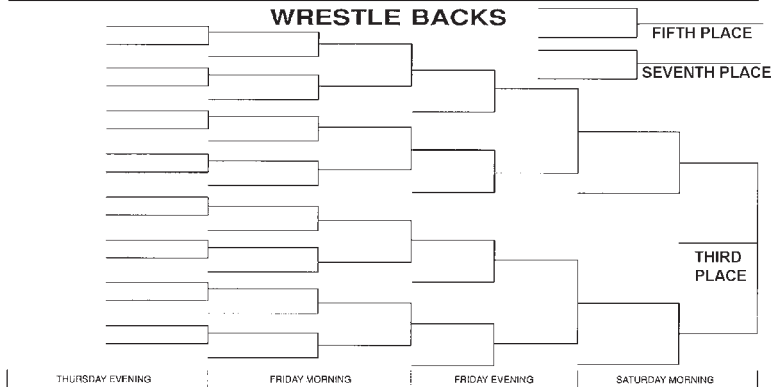 WRESTLE BACKS
FIFTH PLACE
SEVENTH PLACE
THIRD
PLACE
THURSDAY EVENING
FRIDAY MORNING
FRIDAY EVENING
SATURDAY MORNING